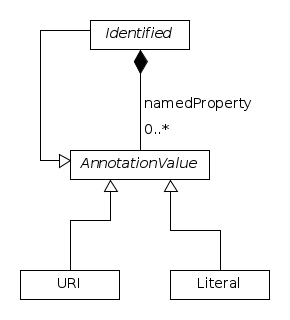 Identified
namedProperty
0..*
AnnotationValue
URI
Literal